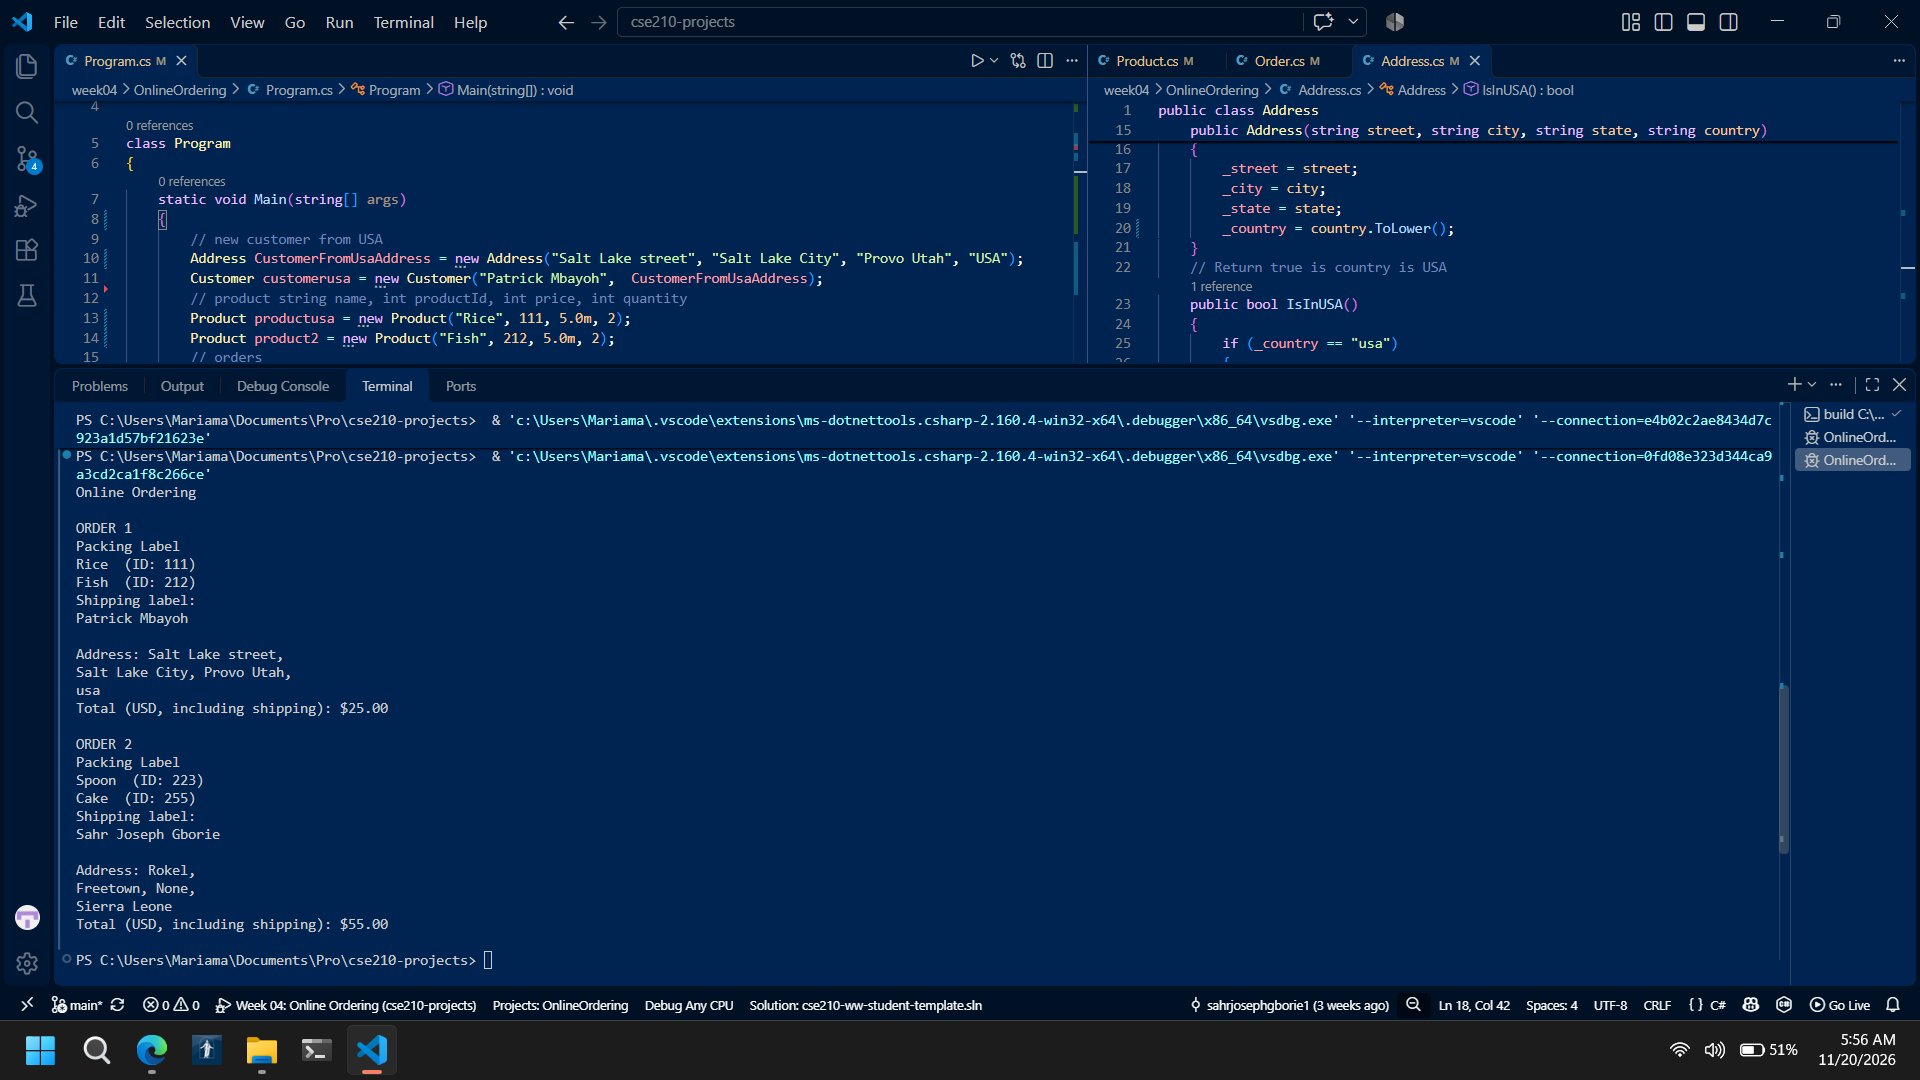 File Edit Selection View Go Run Terminal Help
cse210-projects
Program.cs M
week04 > OnlineOrdering > Program.cs > Program > Main(string[]) : void
4
0 references
5 class Program
6 {
0 references
7 static void Main(string[] args)
8 {
9 // new customer from USA
10 Address CustomerFromUsaAddress = new Address("Salt Lake street", "Salt Lake City", "Provo Utah", "USA");
11 Customer customerusa = new Customer("Patrick Mbayoh",  CustomerFromUsaAddress);
12 // product string name, int productId, int price, int quantity
13 Product productusa = new Product("Rice", 111, 5.0m, 2);
14 Product product2 = new Product("Fish", 212, 5.0m, 2);
15 // orders
Product.cs M Order.cs M Address.cs M
week04 > OnlineOrdering > Address.cs > Address > IsInUSA() : bool
1 public class Address
15 public Address(string street, string city, string state, string country)
16 {
17 _street = street;
18 _city = city;
19 _state = state;
20 _country = country.ToLower();
21 }
22 // Return true is country is USA
1 reference
23 public bool IsInUSA()
24 {
25 if (_country == "usa")
Problems Output Debug Console Terminal Ports
PS C:\Users\Mariama\Documents\Pro\cse210-projects>  & 'c:\Users\Mariama\.vscode\extensions\ms-dotnettools.csharp-2.160.4-win32-x64\.debugger\x86_64\vsdbg.exe' '--interpreter=vscode' '--connection=e4b02c2ae8434d7c
923a1d57bf21623e'
PS C:\Users\Mariama\Documents\Pro\cse210-projects>  & 'c:\Users\Mariama\.vscode\extensions\ms-dotnettools.csharp-2.160.4-win32-x64\.debugger\x86_64\vsdbg.exe' '--interpreter=vscode' '--connection=0fd08e323d344ca9
a3cd2ca1f8c266ce'
Online Ordering
ORDER 1
Packing Label
Rice  (ID: 111)
Fish  (ID: 212)
Shipping label:
Patrick Mbayoh
Address: Salt Lake street,
Salt Lake City, Provo Utah,
usa
Total (USD, including shipping): $25.00
ORDER 2
Packing Label
Spoon  (ID: 223)
Cake  (ID: 255)
Shipping label:
Sahr Joseph Gborie
Address: Rokel,
Freetown, None,
Sierra Leone
Total (USD, including shipping): $55.00
PS C:\Users\Mariama\Documents\Pro\cse210-projects>
build C:\...
OnlineOrd...
OnlineOrd...
4
main* 0 0 Week 04: Online Ordering (cse210-projects) Projects: OnlineOrdering Debug Any CPU Solution: cse210-ww-student-template.sln sahrjosephgborie1 (3 weeks ago) Ln 18, Col 42 Spaces: 4 UTF-8 CRLF {} C# Go Live
51%
5:56 AM
11/20/2026